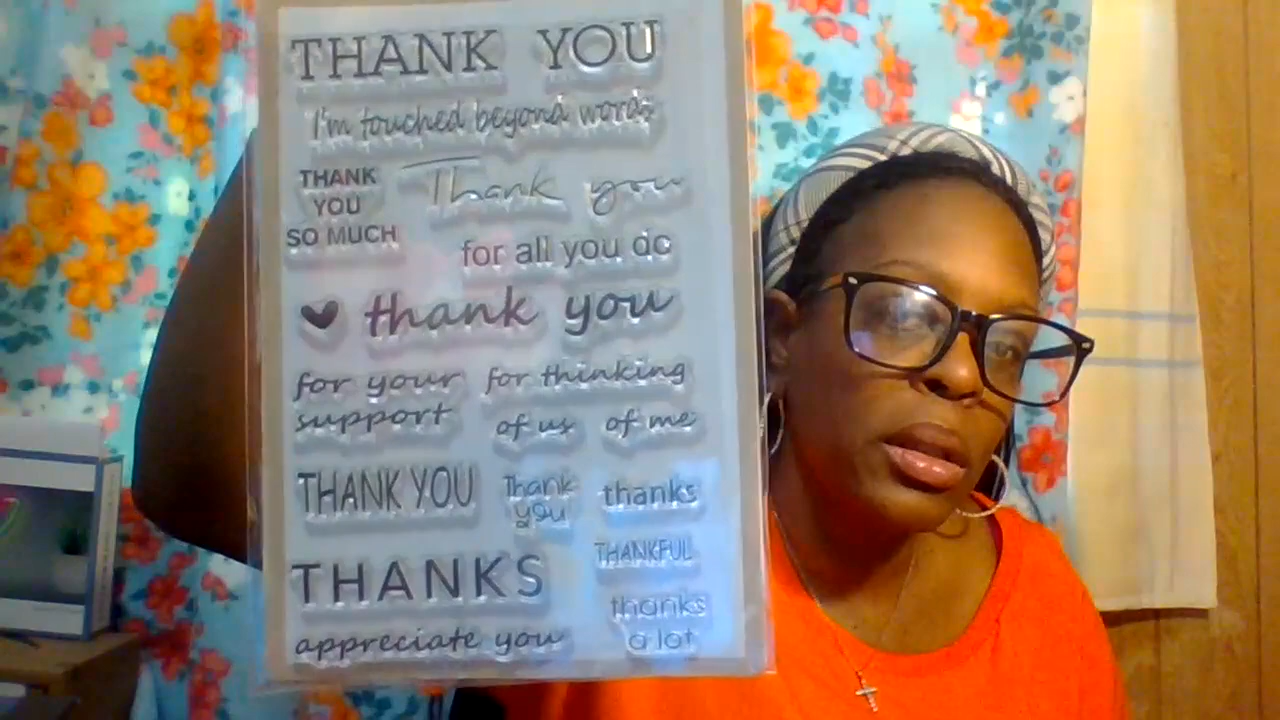 THANK YOU
I'm touched beyond words
THANK
YOU
SO MUCH
Thank you
for all you do
thank you
for your
support
for thinking
of us of me
THANK YOU
Thank
you
thanks
THANKFUL
THANKS
thanks
a lot
appreciate you